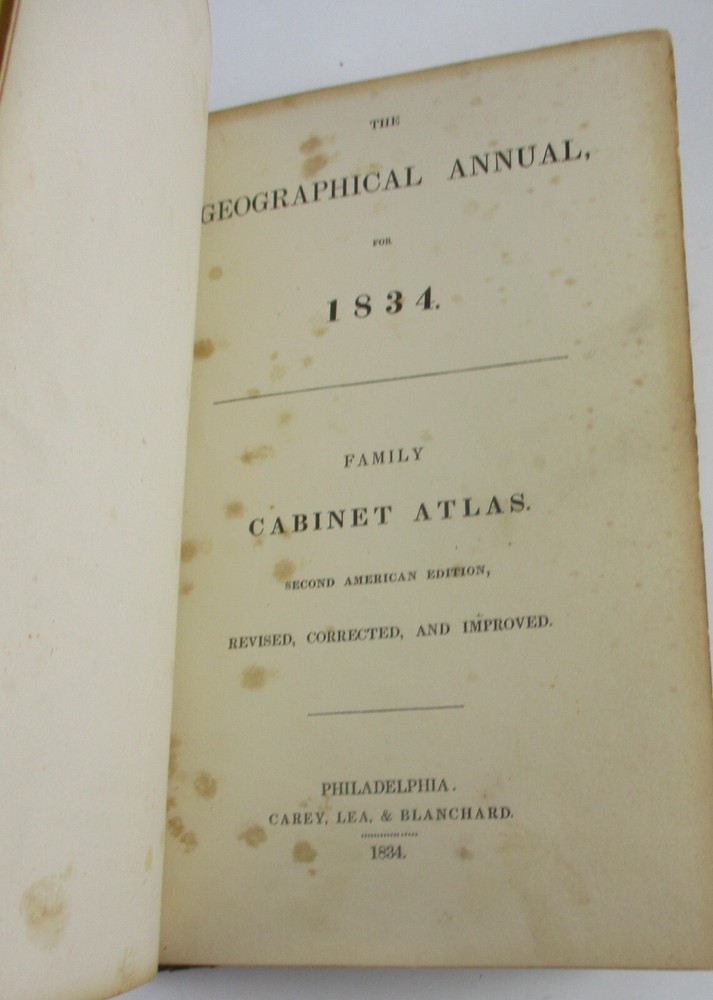 THE
GEOGRAPHICAL ANNUAL,
FOR
1834.
FAMILY
CABINET ATLAS.
SECOND AMERICAN EDITION,
REVISED, CORRECTED, AND IMPROVED.
PHILADELPHIA.
CAREY, LEA, & BLANCHARD.
1834.